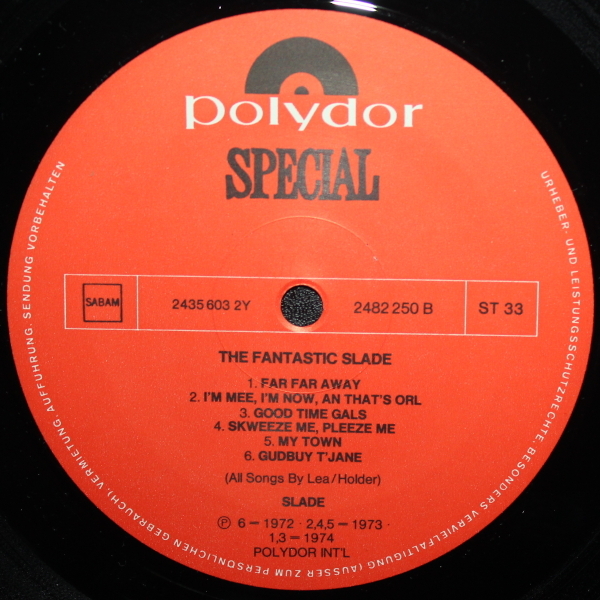 polydor
SPECIAL
SABAM
2435 603 2Y
2482 250 B
ST 33
THE FANTASTIC SLADE
1. FAR FAR AWAY
2. I'M MEE, I'M NOW, AN THAT'S ORL
3. GOOD TIME GALS
4. SKWEEZE ME, PLEEZE ME
5. MY TOWN
6. GUDBUY T'JANE
(All Songs By Lea/Holder)
SLADE
Ⓟ 6 — 1972 · 2,4,5 — 1973 ·
1,3 — 1974
POLYDOR INT'L
URHEBER- UND LEISTUNGSSCHUTZRECHTE, BESONDERS VERVIELFÄLTIGUNG (AUSSER ZUM PERSÖNLICHEN GEBRAUCH), VERMIETUNG, AUFFÜHRUNG, SENDUNG VORBEHALTEN